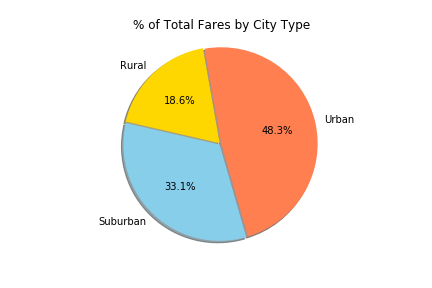 % of Total Fares by City Type
Rural
18.6%
Urban
48.3%
33.1%
Suburban